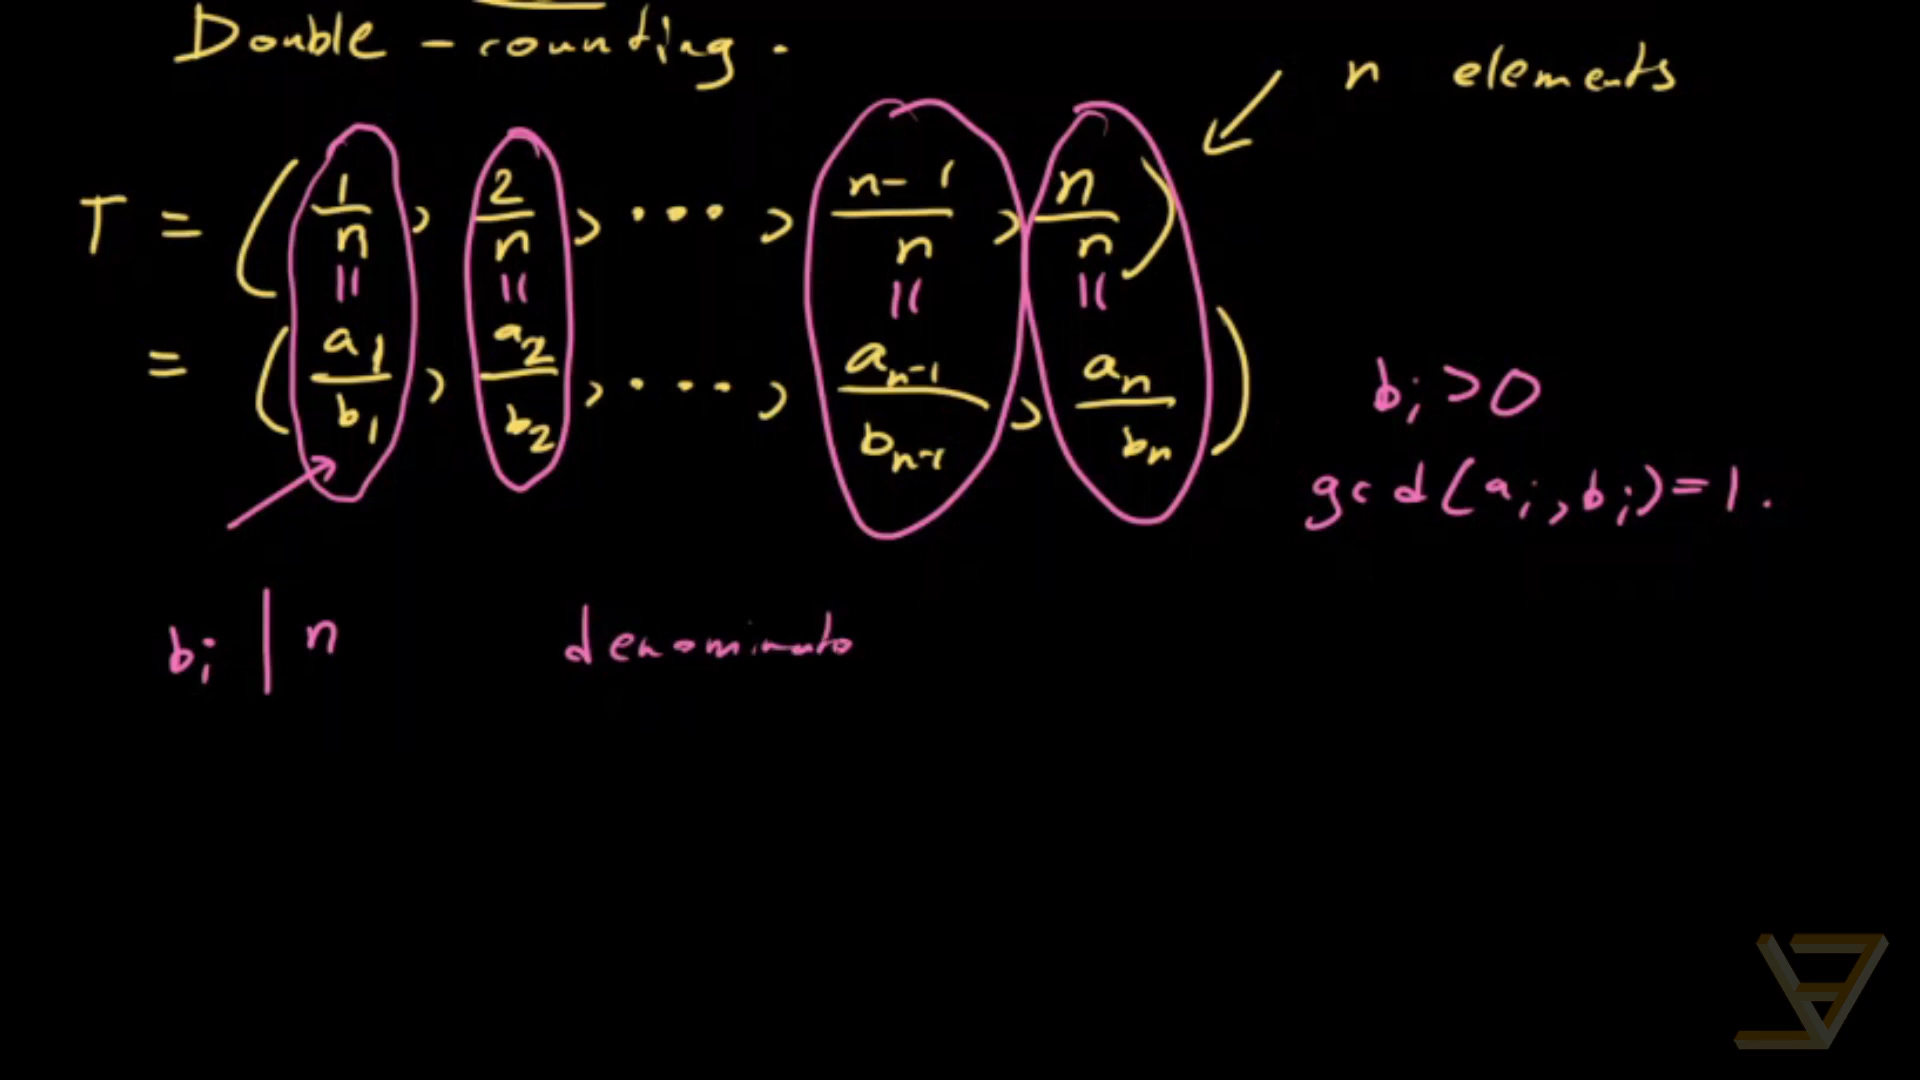 Double-counting.
n elements
T = (1/n, 2/n, ..., n-1/n, n/n)
|| || || ||
= (a₁/b₁, a₂/b₂, ..., aₙ₋₁/bₙ₋₁, aₙ/bₙ)
bᵢ > 0
gcd(aᵢ, bᵢ) = 1.
bᵢ | n denominato